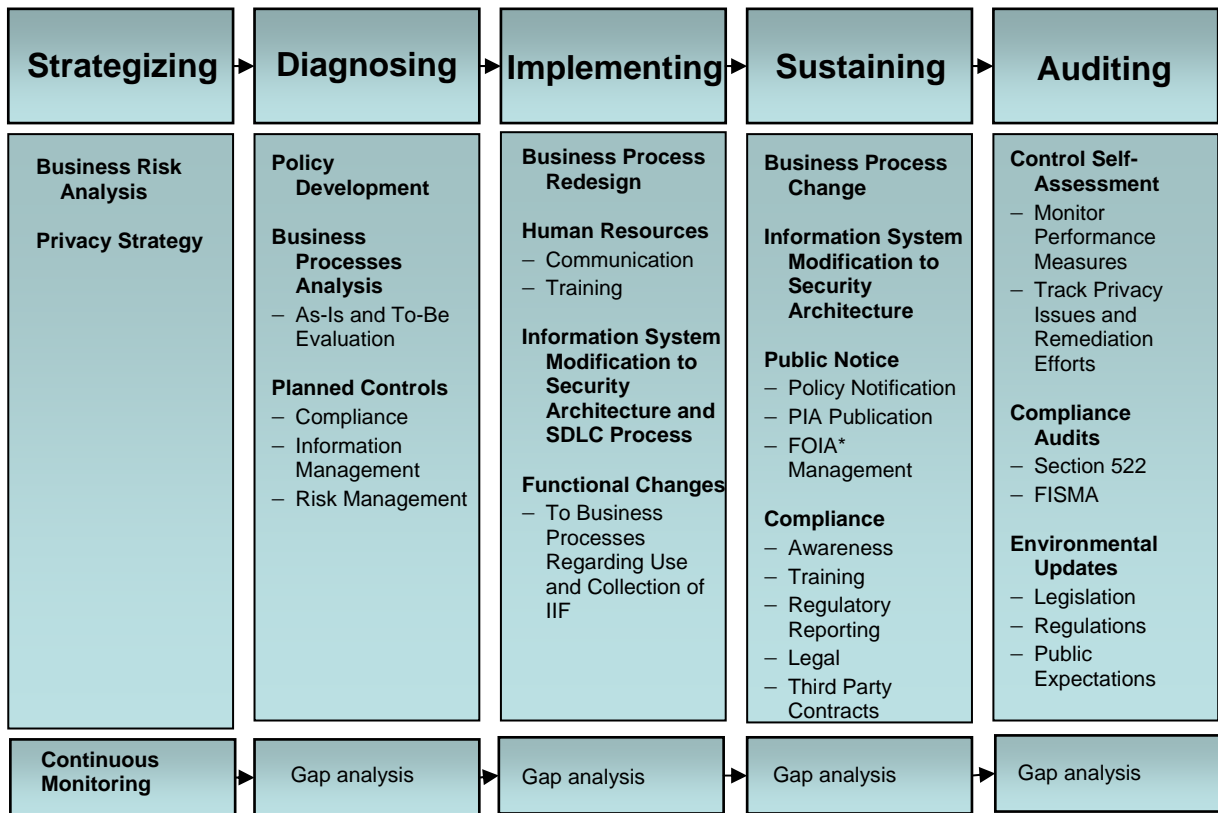 Strategizing
Diagnosing
Implementing
Sustaining
Auditing
Business Risk
Analysis
Privacy Strategy
Policy
Development
Business
Processes
Analysis
– As-Is and To-Be
Evaluation
Planned Controls
– Compliance
– Information
Management
– Risk Management
Business Process
Redesign
Human Resources
– Communication
– Training
Information System
Modification to
Security
Architecture and
SDLC Process
Functional Changes
– To Business
Processes
Regarding Use
and Collection of
IIF
Business Process
Change
Information System
Modification to
Security
Architecture
Public Notice
– Policy Notification
– PIA Publication
– FOIA*
Management
Compliance
– Awareness
– Training
– Regulatory
Reporting
– Legal
– Third Party
Contracts
Control Self-
Assessment
– Monitor
Performance
Measures
– Track Privacy
Issues and
Remediation
Efforts
Compliance
Audits
– Section 522
– FISMA
Environmental
Updates
– Legislation
– Regulations
– Public
Expectations
Continuous
Monitoring
Gap analysis
Gap analysis
Gap analysis
Gap analysis